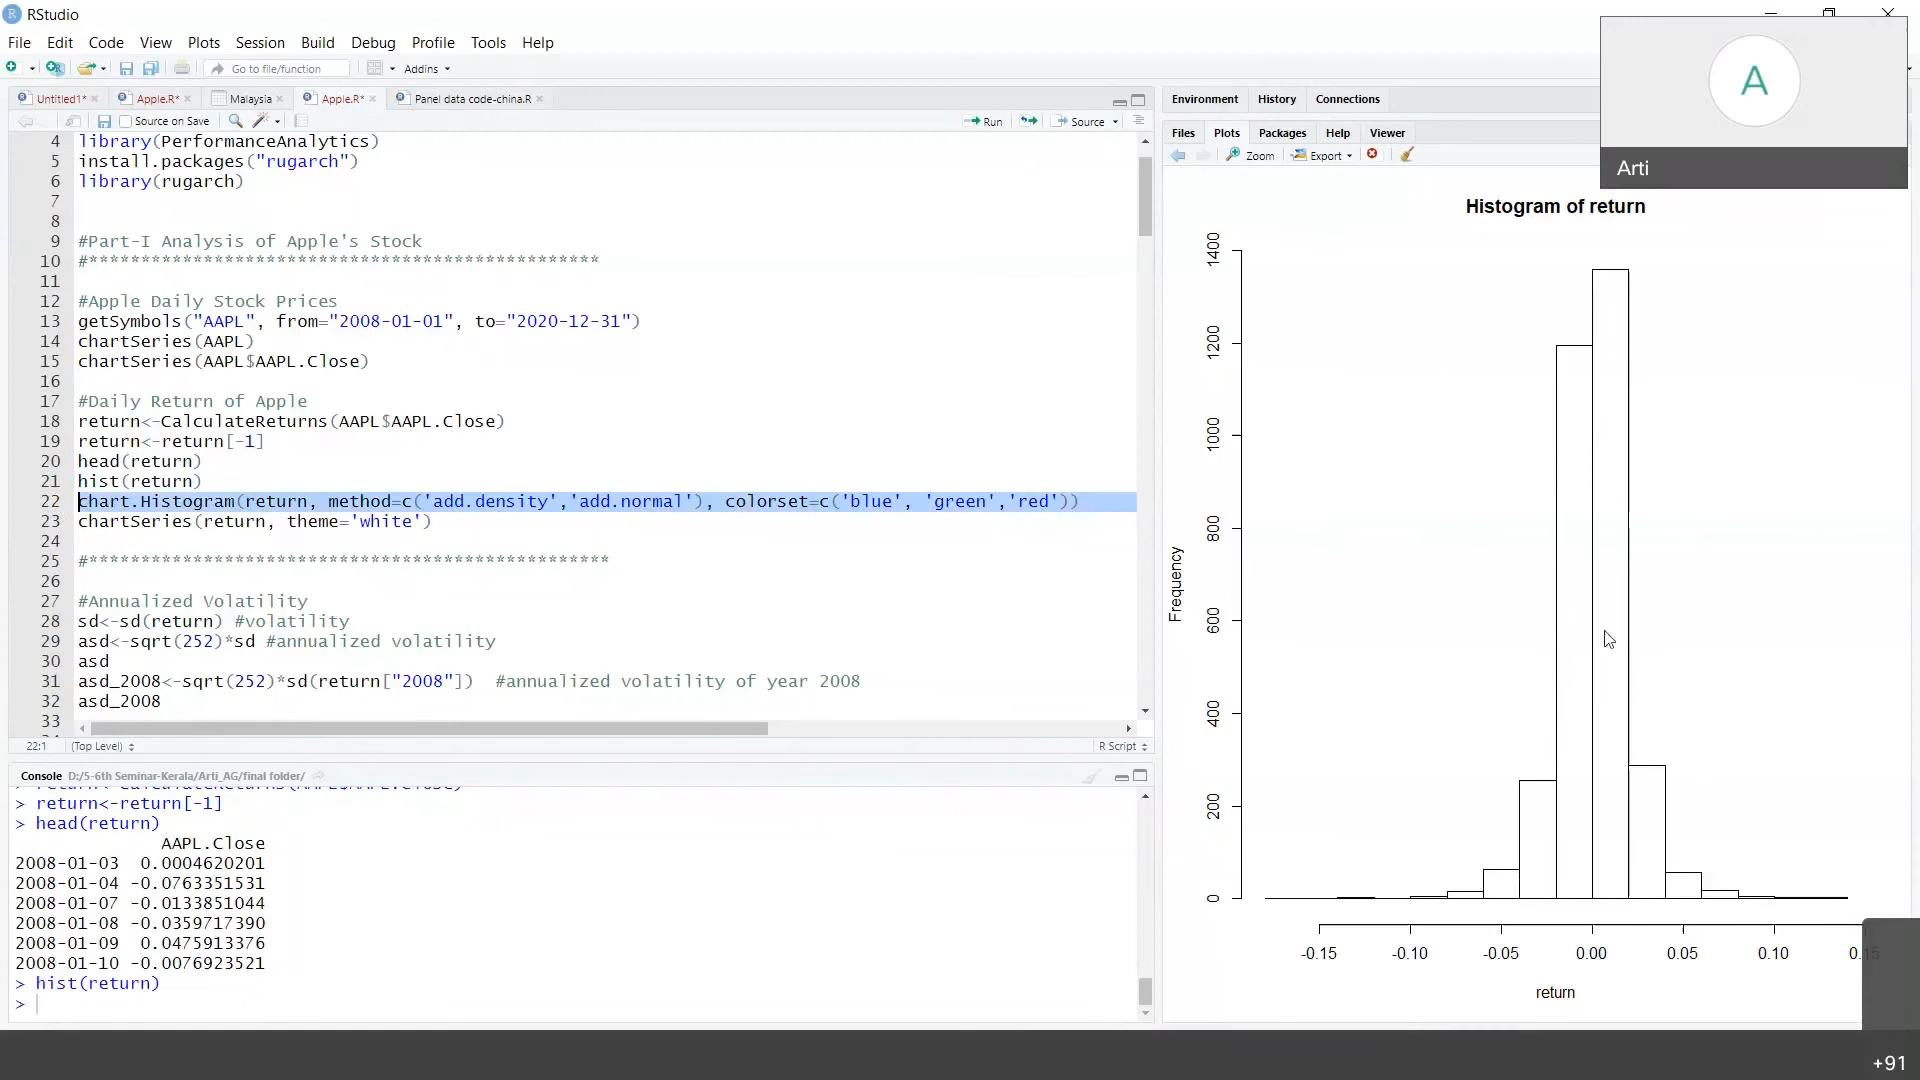 RStudio
File Edit Code View Plots Session Build Debug Profile Tools Help
Go to file/function Addins
Untitled1* Apple.R* Malaysia Apple.R* Panel data code-china.R
Source on Save Run Source
4 library(PerformanceAnalytics)
5 install.packages("rugarch")
6 library(rugarch)
7
8
9 #Part-I Analysis of Apple's Stock
10 #*************************************************
11
12 #Apple Daily Stock Prices
13 getSymbols("AAPL", from="2008-01-01", to="2020-12-31")
14 chartSeries(AAPL)
15 chartSeries(AAPL$AAPL.Close)
16
17 #Daily Return of Apple
18 return<-CalculateReturns(AAPL$AAPL.Close)
19 return<-return[-1]
20 head(return)
21 hist(return)
22 chart.Histogram(return, method=c('add.density','add.normal'), colorset=c('blue', 'green','red'))
23 chartSeries(return, theme='white')
24
25 #**************************************************
26
27 #Annualized Volatility
28 sd<-sd(return) #volatility
29 asd<-sqrt(252)*sd #annualized volatility
30 asd
31 asd_2008<-sqrt(252)*sd(return["2008"])  #annualized volatility of year 2008
32 asd_2008
33
22:1 (Top Level) R Script
Console D:/5-6th Seminar-Kerala/Arti_AG/final folder/
> return<-CalculateReturns(AAPL$AAPL.Close)
> return<-return[-1]
> head(return)
AAPL.Close
2008-01-03 0.0004620201
2008-01-04 -0.0763351531
2008-01-07 -0.0133851044
2008-01-08 -0.0359717390
2008-01-09 0.0475913376
2008-01-10 -0.0076923521
> hist(return)
>
Environment History Connections
Files Plots Packages Help Viewer
Zoom Export
A
Arti
Histogram of return
1400
1200
1000
800
600
400
200
0
Frequency
-0.15 -0.10 -0.05 0.00 0.05 0.10 0.15
return
+91